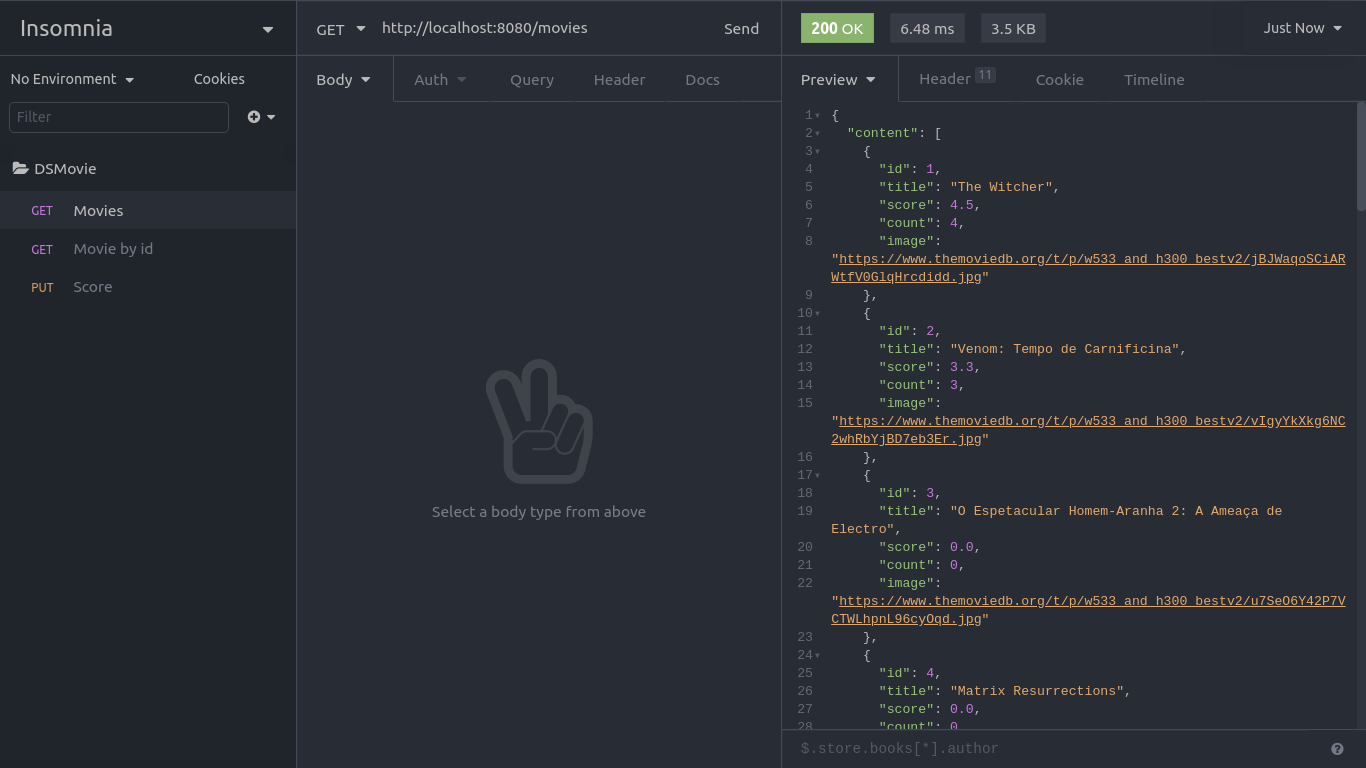 Insomnia
GET http://localhost:8080/movies Send
200 OK 6.48 ms 3.5 KB Just Now
No Environment Cookies
Body Auth Query Header Docs
Preview Header 11 Cookie Timeline
Filter
DSMovie
GET Movies
GET Movie by id
PUT Score
Select a body type from above
1 {
2 "content": [
3 {
4 "id": 1,
5 "title": "The Witcher",
6 "score": 4.5,
7 "count": 4,
8 "image":
"https://www.themoviedb.org/t/p/w533_and_h300_bestv2/jBJWaqoSCiAR
WtfV0GlqHrcdidd.jpg"
9 },
10 {
11 "id": 2,
12 "title": "Venom: Tempo de Carnificina",
13 "score": 3.3,
14 "count": 3,
15 "image":
"https://www.themoviedb.org/t/p/w533_and_h300_bestv2/vIgyYkXkg6NC
2whRbYjBD7eb3Er.jpg"
16 },
17 {
18 "id": 3,
19 "title": "O Espetacular Homem-Aranha 2: A Ameaça de
Electro",
20 "score": 0.0,
21 "count": 0,
22 "image":
"https://www.themoviedb.org/t/p/w533_and_h300_bestv2/u7SeO6Y42P7V
CTWLhpnL96cyOqd.jpg"
23 },
24 {
25 "id": 4,
26 "title": "Matrix Resurrections",
27 "score": 0.0,
28 "count": 0
$.store.books[*].author